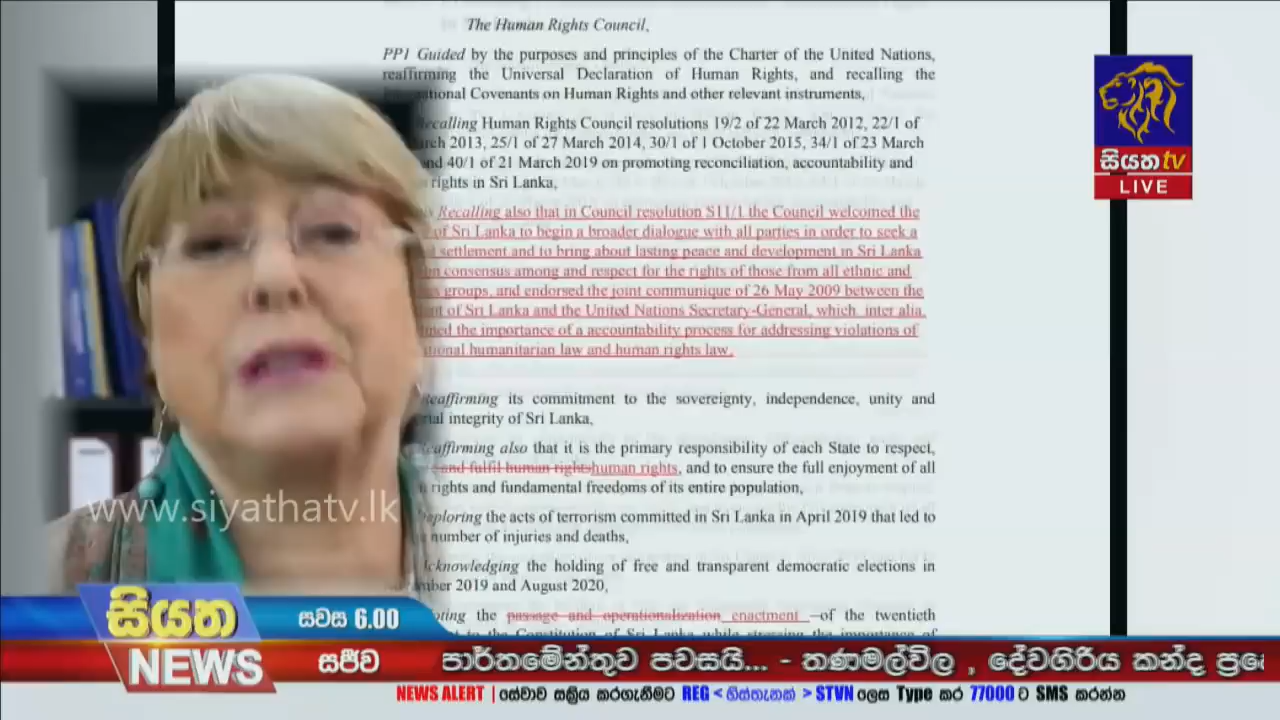 The Human Rights Council,
PP1 Guided by the purposes and principles of the Charter of the United Nations,
reaffirming the Universal Declaration of Human Rights, and recalling the
Covenants on Human Rights and other relevant instruments,
Recalling Human Rights Council resolutions 19/2 of 22 March 2012, 22/1 of
2013, 25/1 of 27 March 2014, 30/1 of 1 October 2015, 34/1 of 23 March
and 40/1 of 21 March 2019 on promoting reconciliation, accountability and
rights in Sri Lanka,
Recalling also that in Council resolution S11/1 the Council welcomed the
of Sri Lanka to begin a broader dialogue with all parties in order to seek a
settlement and to bring about lasting peace and development in Sri Lanka
consensus among and respect for the rights of those from all ethnic and
groups, and endorsed the joint communique of 26 May 2009 between the
of Sri Lanka and the United Nations Secretary-General, which, inter alia,
the importance of a accountability process for addressing violations of
humanitarian law and human rights law,
Reaffirming its commitment to the sovereignty, independence, unity and
integrity of Sri Lanka,
Reaffirming also that it is the primary responsibility of each State to respect,
and fulfil human rights human rights, and to ensure the full enjoyment of all
rights and fundamental freedoms of its entire population,
Deploring the acts of terrorism committed in Sri Lanka in April 2019 that led to
number of injuries and deaths,
Acknowledging the holding of free and transparent democratic elections in
2019 and August 2020,
the passage and operationalization enactment of the twentieth
to the Constitution of Sri Lanka while stressing the importance of
සියත tv
LIVE
www.siyathatv.lk
සියත
NEWS
සවස 6.00
සජීව
පාර්තමේන්තුව පවසයි... - තණමල්විල , දේවගිරිය කන්ද
NEWS ALERT | සේවාව සක්‍රීය කරගැනීමට REG < හිස්තැනක් > STVN ලෙස Type කර 77000 ට SMS කරන්න